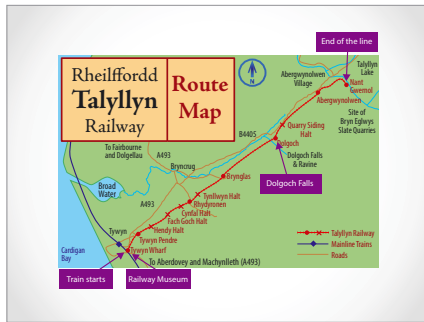 End of the line
Rheilffordd
Talyllyn
Railway
Route
Map
N
Talyllyn
Lake
Abergwynolwen
Village
Nant
Gwernol
Abergwynolwen
Site of
Bryn Eglwys
Slate Quarries
Quarry Siding
Halt
B4405
Dolgoch
Dolgoch Falls
& Ravine
To Fairbourne
and Dolgellau
A493
Bryncrug
Brynglas
Dolgoch Falls
Broad
Water
Tynllwyn Halt
Rhydyronen
A493
Cynfal Halt
Fach Goch Halt
Hendy Halt
Tywyn
Tywyn Pendre
Tywyn Wharf
Cardigan
Bay
To Aberdovey and Machynlleth (A493)
Talyllyn Railway
Mainline Trains
Roads
Train starts
Railway Museum